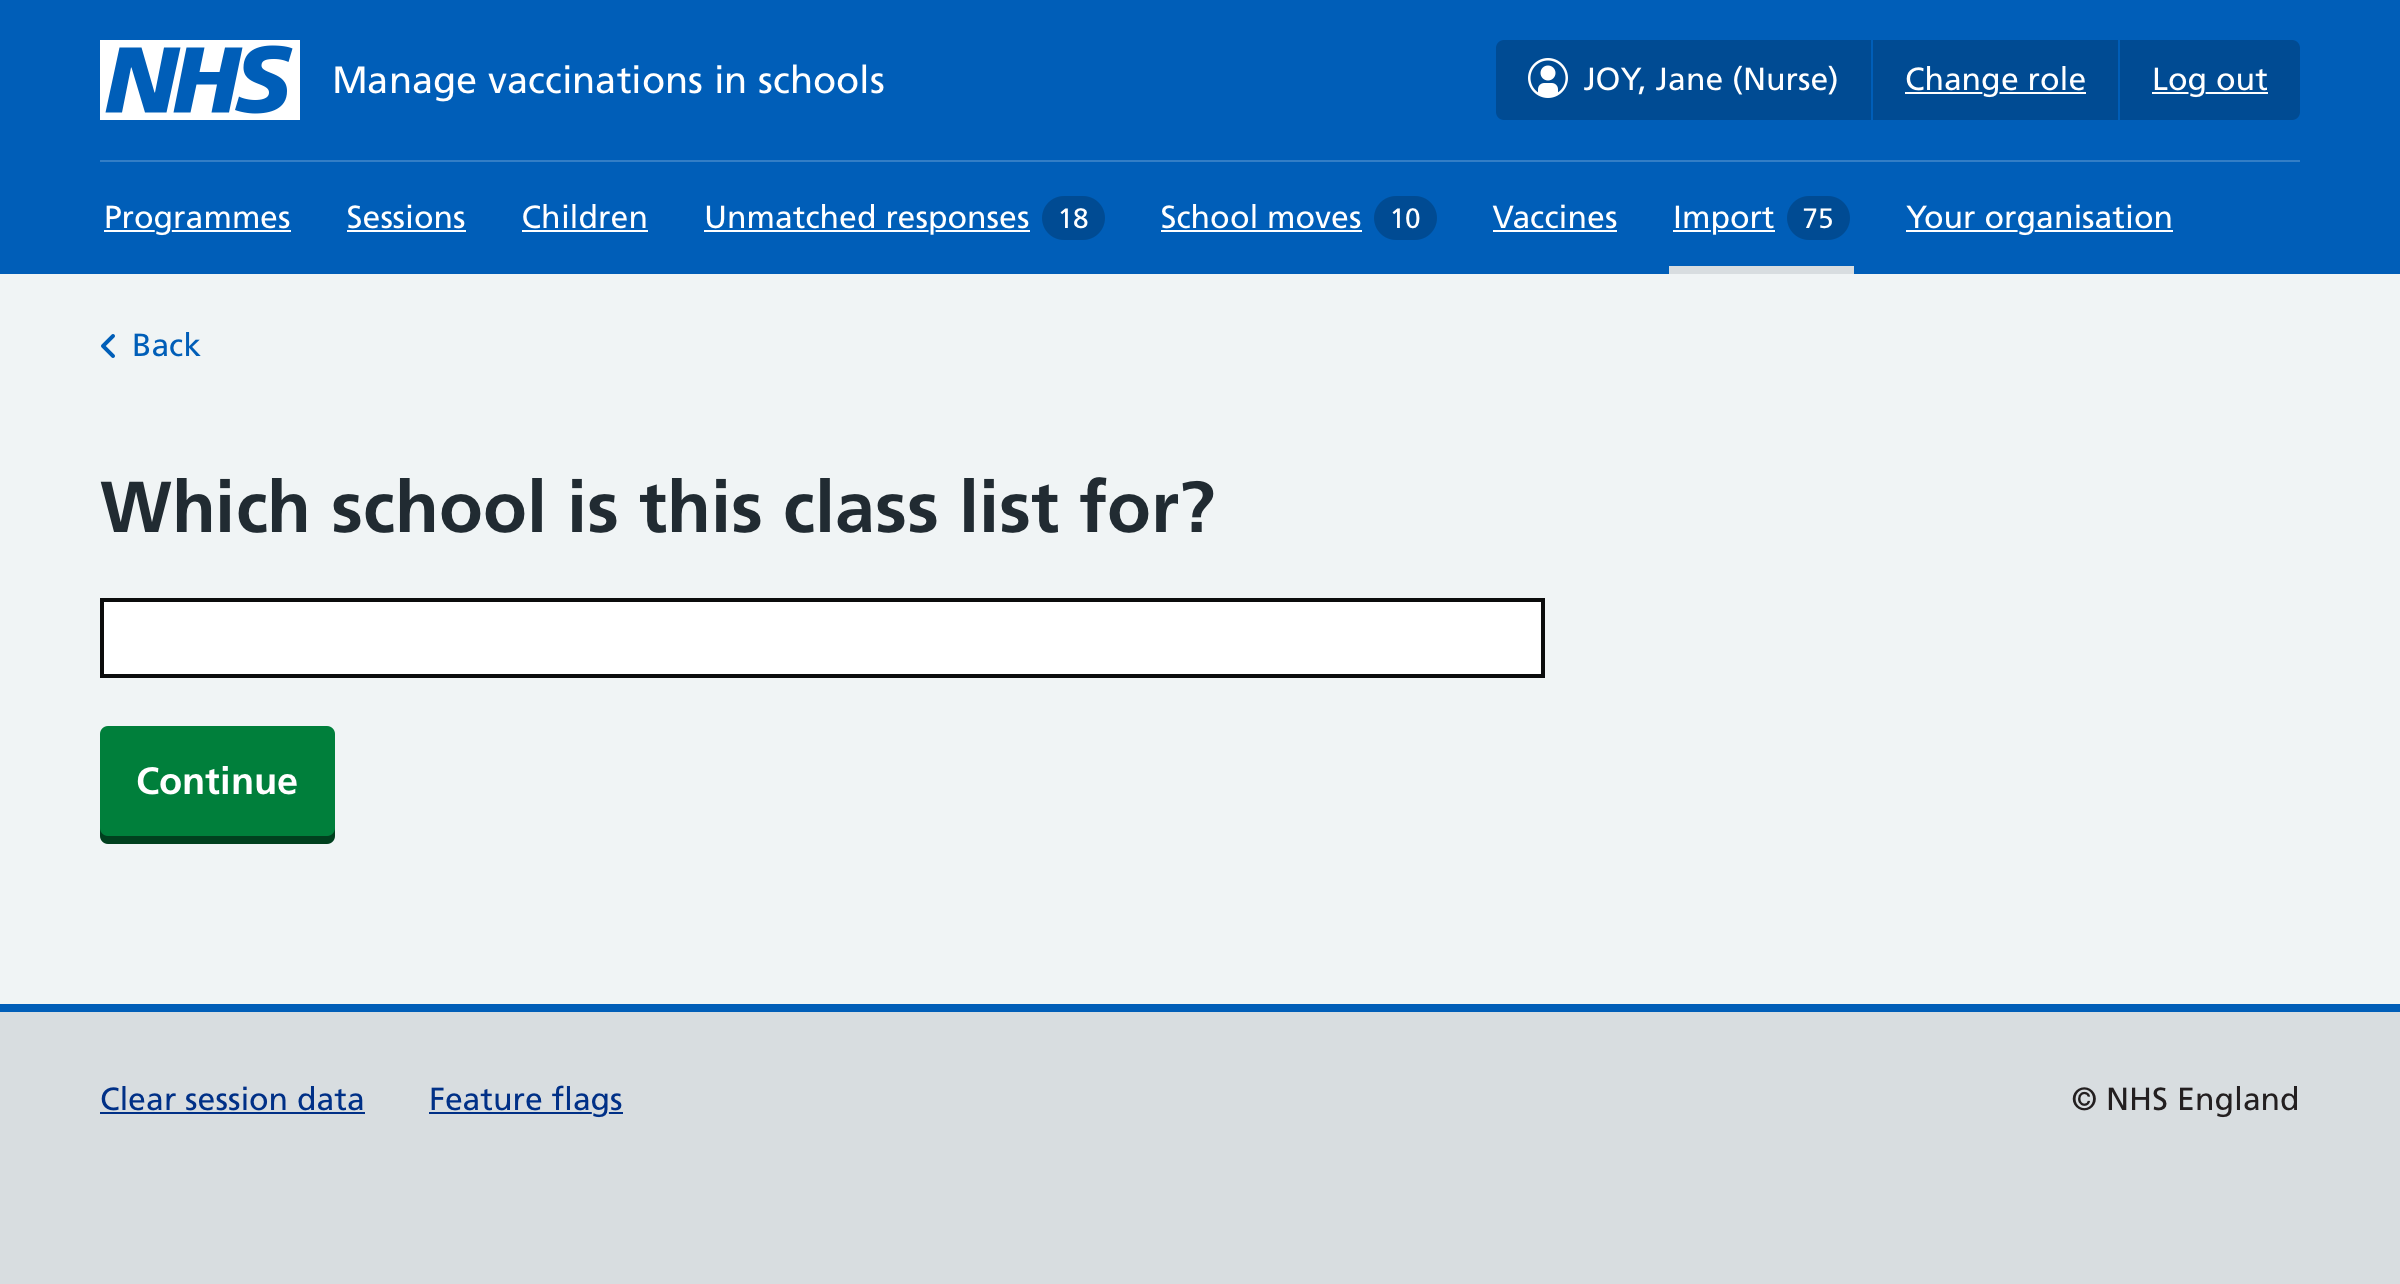 NHS Manage vaccinations in schools
JOY, Jane (Nurse) Change role Log out
Programmes Sessions Children Unmatched responses 18 School moves 10 Vaccines Import 75 Your organisation
Back
Which school is this class list for?
Continue
Clear session data Feature flags © NHS England